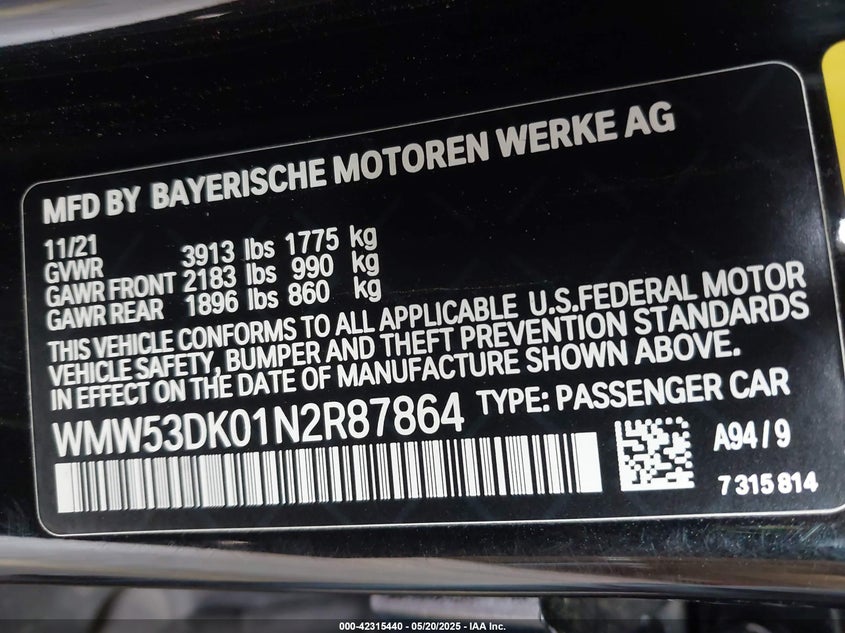 MFD BY BAYERISCHE MOTOREN WERKE AG
11/21
GVWR 3913 lbs 1775 kg
GAWR FRONT 2183 lbs 990 kg
GAWR REAR 1896 lbs 860 kg
THIS VEHICLE CONFORMS TO ALL APPLICABLE U.S.FEDERAL MOTOR
VEHICLE SAFETY, BUMPER AND THEFT PREVENTION STANDARDS
IN EFFECT ON THE DATE OF MANUFACTURE SHOWN ABOVE.
WMW53DK01N2R87864 TYPE: PASSENGER CAR
A94/9
7315814
000-42315440 - 05/20/2025 - IAA Inc.